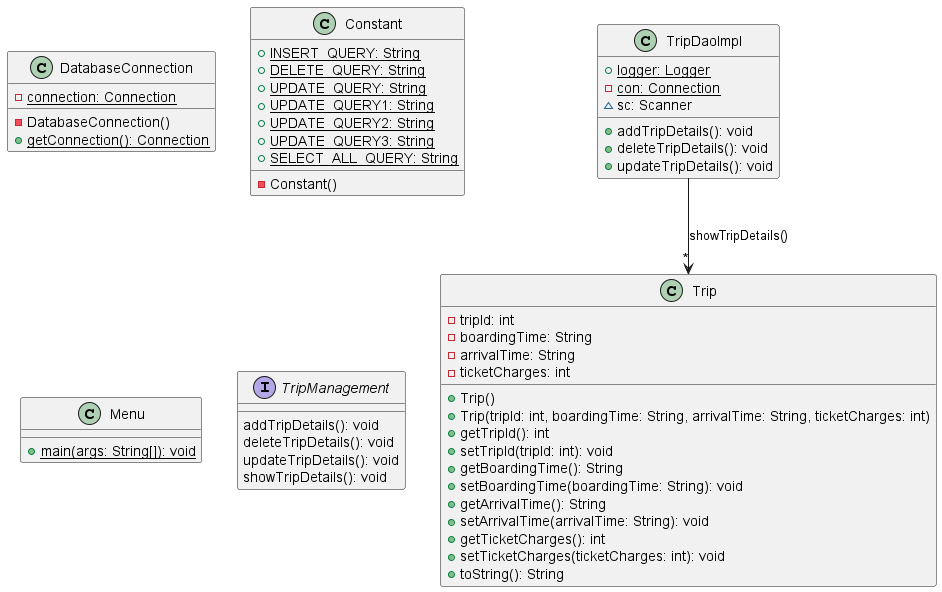 C DatabaseConnection
connection: Connection
DatabaseConnection()
getConnection(): Connection
C Constant
INSERT_QUERY: String
DELETE_QUERY: String
UPDATE_QUERY: String
UPDATE_QUERY1: String
UPDATE_QUERY2: String
UPDATE_QUERY3: String
SELECT_ALL_QUERY: String
Constant()
C TripDaoImpl
logger: Logger
con: Connection
sc: Scanner
addTripDetails(): void
deleteTripDetails(): void
updateTripDetails(): void
showTripDetails()
*
C Menu
main(args: String[]): void
I TripManagement
addTripDetails(): void
deleteTripDetails(): void
updateTripDetails(): void
showTripDetails(): void
C Trip
tripId: int
boardingTime: String
arrivalTime: String
ticketCharges: int
Trip()
Trip(tripId: int, boardingTime: String, arrivalTime: String, ticketCharges: int)
getTripId(): int
setTripId(tripId: int): void
getBoardingTime(): String
setBoardingTime(boardingTime: String): void
getArrivalTime(): String
setArrivalTime(arrivalTime: String): void
getTicketCharges(): int
setTicketCharges(ticketCharges: int): void
toString(): String